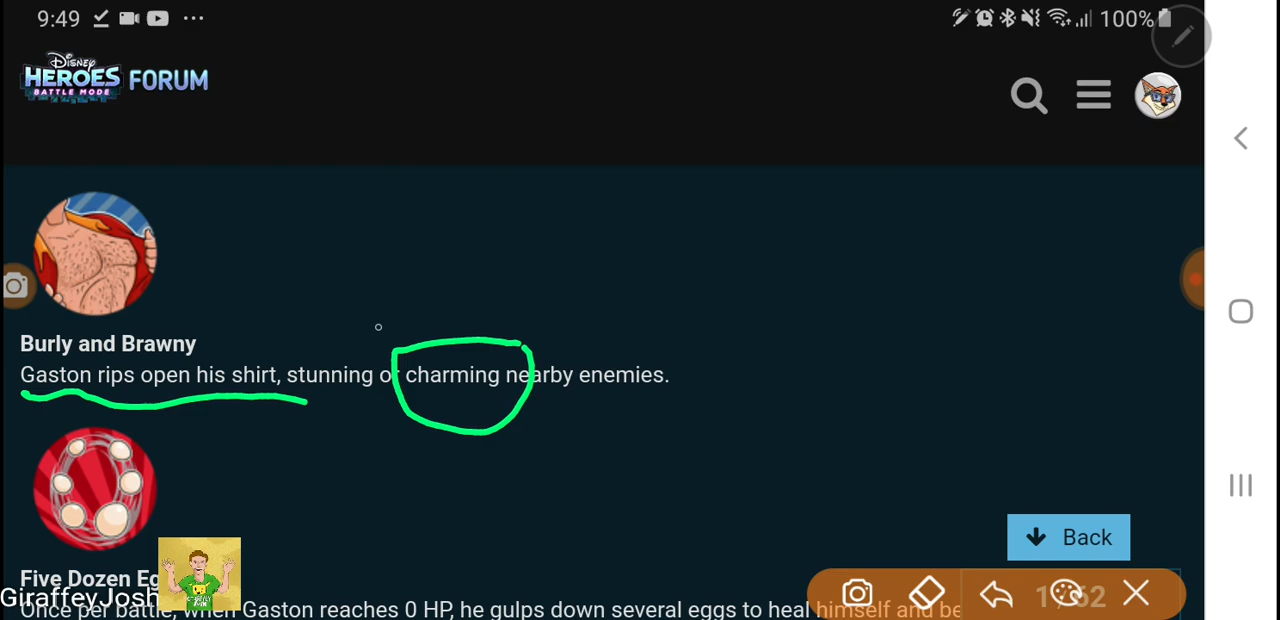 9:49
100%
Disney
HEROES FORUM
BATTLE MODE
Burly and Brawny
Gaston rips open his shirt, stunning or charming nearby enemies.
Back
Five Dozen Eg
GiraffeyJosh
Once per battle, when Gaston reaches 0 HP, he gulps down several eggs to heal himself and be